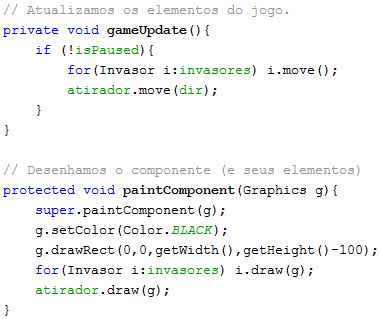 // Atualizamos os elementos do jogo.
private void gameUpdate(){
    if (!isPaused){
        for(Invasor i:invasores) i.move();
        atirador.move(dir);
    }
}

// Desenhamos o componente (e seus elementos)
protected void paintComponent(Graphics g){
    super.paintComponent(g);
    g.setColor(Color.BLACK);
    g.drawRect(0,0,getWidth(),getHeight()-100);
    for(Invasor i:invasores) i.draw(g);
    atirador.draw(g);
}